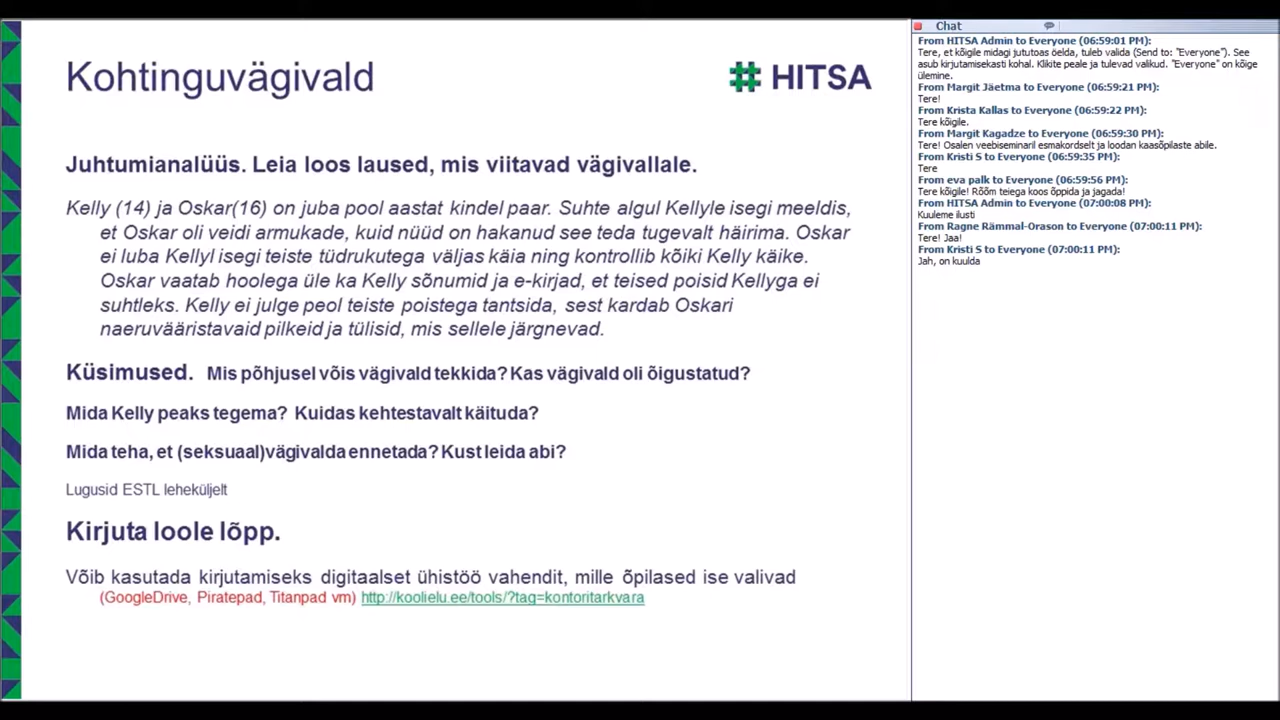 Kohtinguvägivald
HITSA
Juhtumianalüüs. Leia loos laused, mis viitavad vägivallale.
Kelly (14) ja Oskar(16) on juba pool aastat kindel paar. Suhte algul Kellyle isegi meeldis,
et Oskar oli veidi armukade, kuid nüüd on hakanud see teda tugevalt häirima. Oskar
ei luba Kellyl isegi teiste tüdrukutega väljas käia ning kontrollib kõiki Kelly käike.
Oskar vaatab hoolega üle ka Kelly sõnumid ja e-kirjad, et teised poisid Kellyga ei
suhtleks. Kelly ei julge peol teiste poistega tantsida, sest kardab Oskari
naeruvääristavaid pilkeid ja tülisid, mis sellele järgnevad.
Küsimused. Mis põhjusel võis vägivald tekkida? Kas vägivald oli õigustatud?
Mida Kelly peaks tegema? Kuidas kehtestavalt käituda?
Mida teha, et (seksuaal)vägivalda ennetada? Kust leida abi?
Lugusid ESTL leheküljelt
Kirjuta loole lõpp.
Võib kasutada kirjutamiseks digitaalset ühistöö vahendit, mille õpilased ise valivad
(GoogleDrive, Piratepad, Titanpad vm) http://koolielu.ee/tools/?tag=kontoritarkvara
Chat
From HITSA Admin to Everyone (06:59:01 PM):
Tere, et kõigile midagi jututoas öelda, tuleb valida (Send to: "Everyone"). See
asub kirjutamisekasti kohal. Klikite peale ja tulevad valikud. "Everyone" on kõige
ülemine.
From Margit Jäetma to Everyone (06:59:21 PM):
Tere!
From Krista Kallas to Everyone (06:59:22 PM):
Tere kõigile.
From Margit Kagadze to Everyone (06:59:30 PM):
Tere! Osalen veebiseminaril esmakordselt ja loodan kaasõpilaste abile.
From Kristi S to Everyone (06:59:35 PM):
Tere
From eva palk to Everyone (06:59:56 PM):
Tere kõigile! Rõõm teiega koos õppida ja jagada!
From HITSA Admin to Everyone (07:00:08 PM):
Kuuleme ilusti
From Ragne Rämmal-Orason to Everyone (07:00:11 PM):
Tere! Jaa!
From Kristi S to Everyone (07:00:11 PM):
Jah, on kuulda